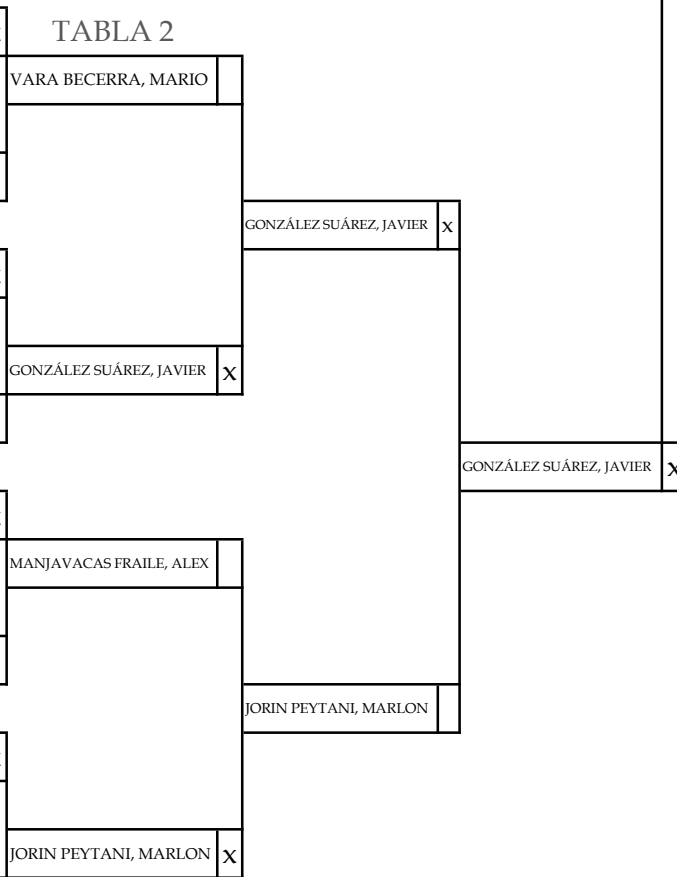 TABLA 2
VARA BECERRA, MARIO
GONZÁLEZ SUÁREZ, JAVIER x
GONZÁLEZ SUÁREZ, JAVIER x
GONZÁLEZ SUÁREZ, JAVIER x
MANJAVACAS FRAILE, ALEX
JORIN PEYTANI, MARLON
JORIN PEYTANI, MARLON x